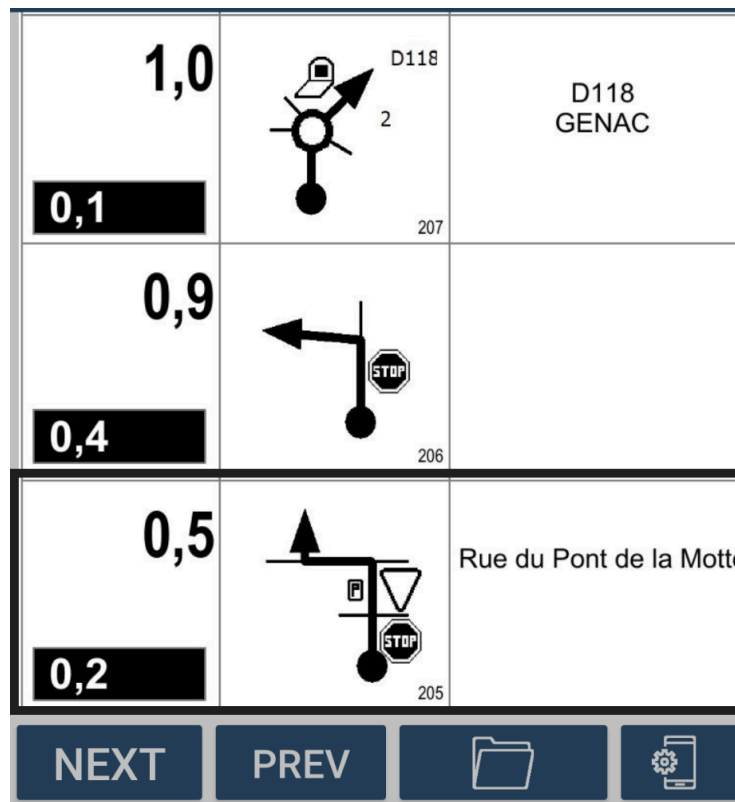 1,0
D118
2
D118
GENAC
0,1
207
0,9
STOP
0,4
206
0,5
P
Rue du Pont de la Motte
STOP
0,2
205
NEXT PREV